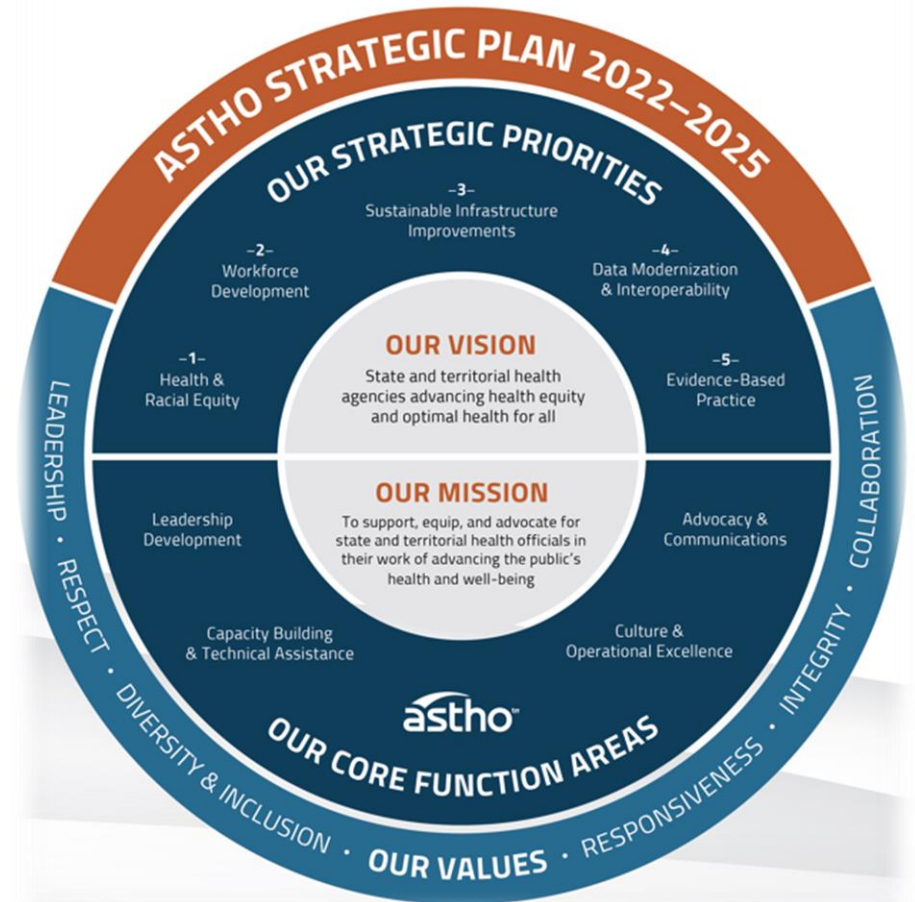 ASTHO STRATEGIC PLAN 2022–2025
OUR STRATEGIC PRIORITIES
–1–
Health &
Racial Equity
–2–
Workforce
Development
–3–
Sustainable Infrastructure
Improvements
–4–
Data Modernization
& Interoperability
–5–
Evidence-Based
Practice
OUR VISION
State and territorial health
agencies advancing health equity
and optimal health for all
OUR MISSION
To support, equip, and advocate for
state and territorial health officials in
their work of advancing the public’s
health and well-being
Leadership
Development
Capacity Building
& Technical Assistance
Culture &
Operational Excellence
Advocacy &
Communications
astho™
OUR CORE FUNCTION AREAS
LEADERSHIP • RESPECT • DIVERSITY & INCLUSION • OUR VALUES • RESPONSIVENESS • INTEGRITY • COLLABORATION